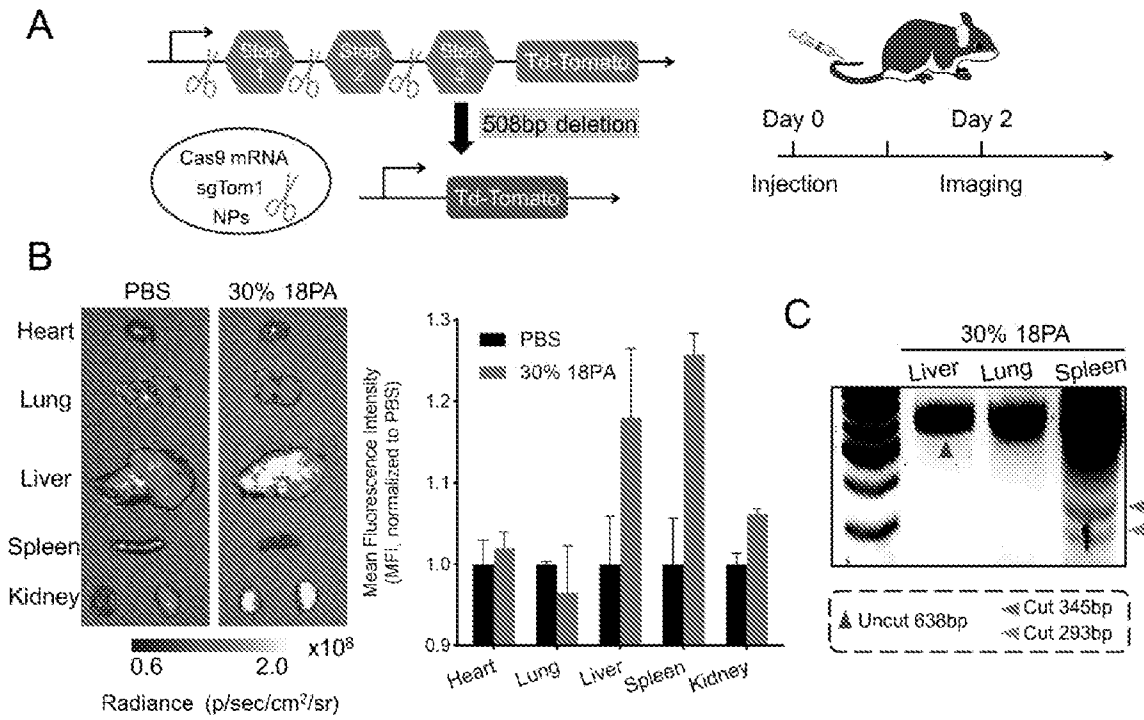 A
Stop
1
Stop
2
Stop
3
Td-Tomato
508bp deletion
Cas9 mRNA
sgTom1
NPs
Td-Tomato
Day 0
Day 2
Injection
Imaging
B
PBS
30% 18PA
Heart
Lung
Liver
Spleen
Kidney
0.6
2.0
x10⁸
Radiance (p/sec/cm²/sr)
Mean Fluorescence Intensity
(MFI, normalized to PBS)
1.3
1.2
1.1
1.0
0.9
PBS
30% 18PA
Heart
Lung
Liver
Spleen
Kidney
C
30% 18PA
Liver
Lung
Spleen
Uncut 638bp
Cut 345bp
Cut 293bp